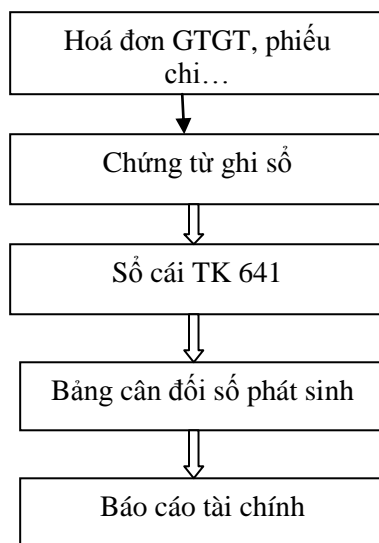 Hoá đơn GTGT, phiếu
chi…
Chứng từ ghi sổ
Sổ cái TK 641
Bảng cân đối số phát sinh
Báo cáo tài chính